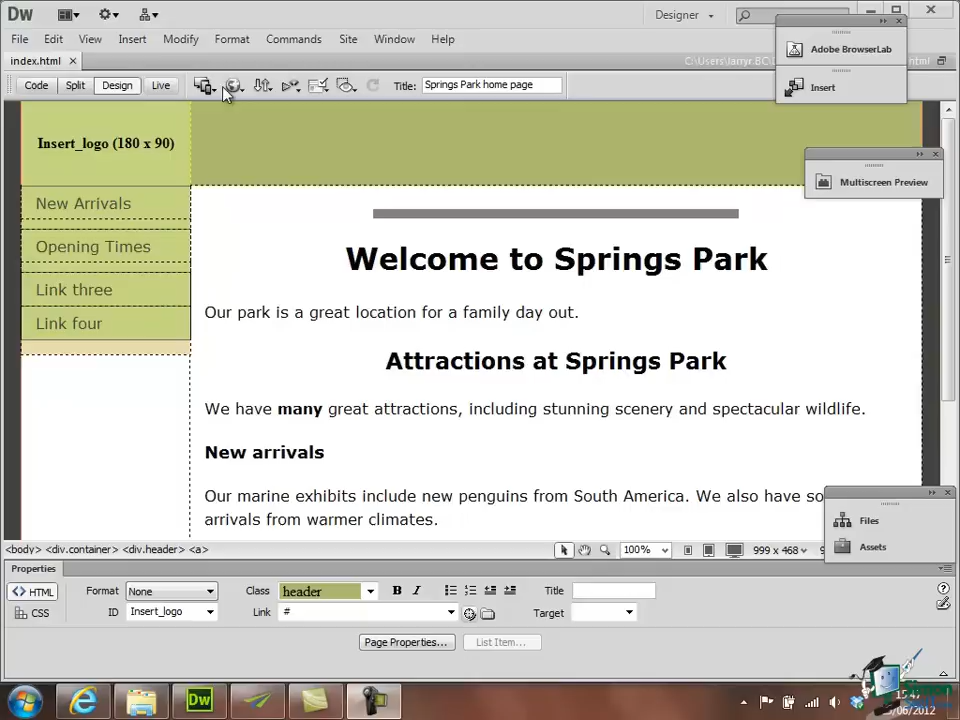 Dw
Designer
File Edit View Insert Modify Format Commands Site Window Help
Adobe BrowserLab
index.html
Code Split Design Live Title: Springs Park home page
Insert
Insert_logo (180 x 90)
Multiscreen Preview
New Arrivals
Opening Times
Link three
Link four
Welcome to Springs Park
Our park is a great location for a family day out.
Attractions at Springs Park
We have many great attractions, including stunning scenery and spectacular wildlife.
New arrivals
Our marine exhibits include new penguins from South America. We also have so
arrivals from warmer climates.
Files
Assets
<body> <div.container> <div.header> <a> 100% 999 x 468
Properties
HTML Format None Class header B I Title
CSS ID Insert_logo Link # Target
Page Properties... List Item...
Dw
15:47
/06/2012